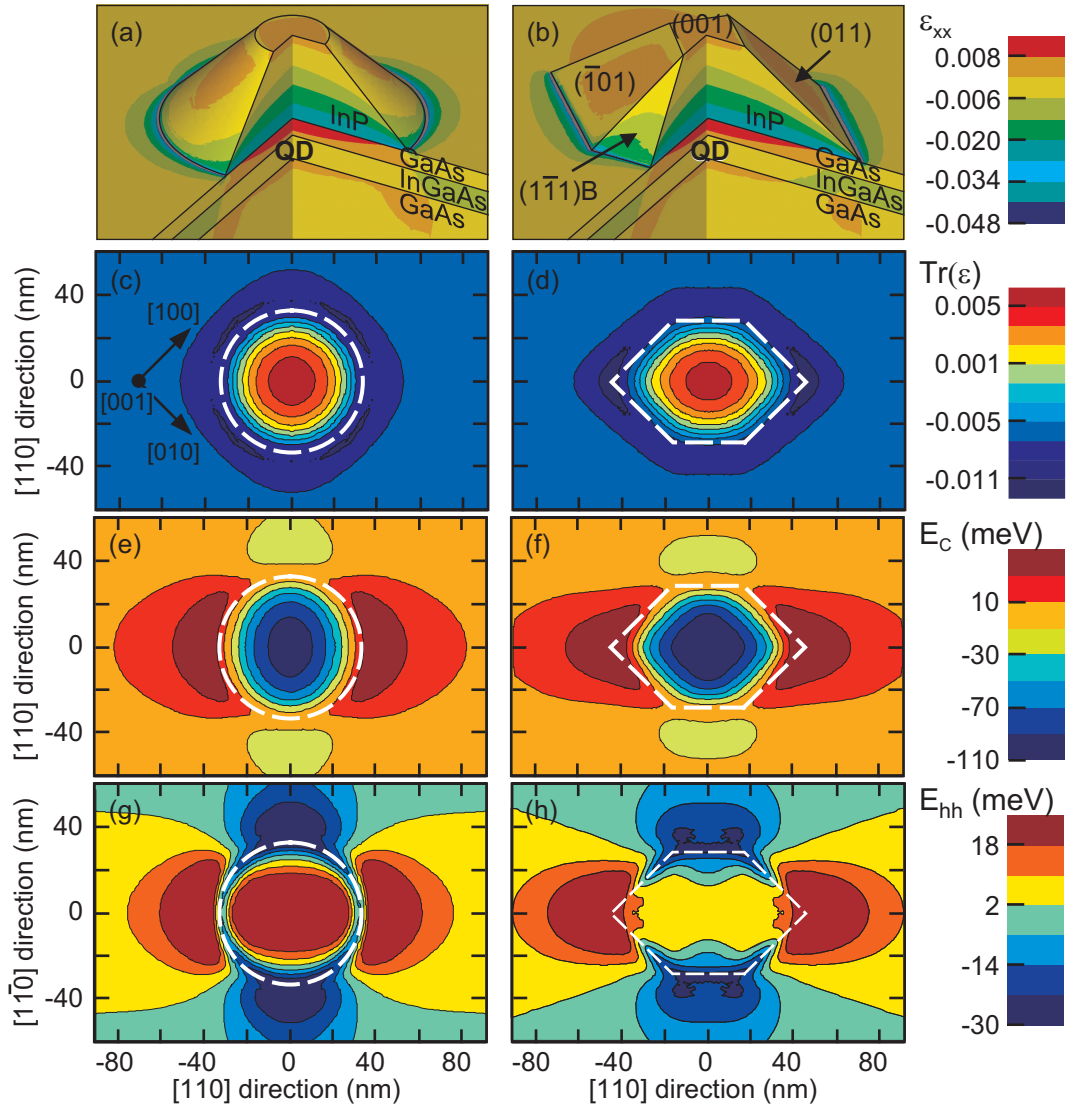 (a)
InP
QD
GaAs
InGaAs
GaAs
(b)
(001)
(011)
(1̄01)
InP
QD
(11̄1)B
GaAs
InGaAs
GaAs
εxx
0.008
-0.006
-0.020
-0.034
-0.048
[110] direction (nm)
40
0
-40
(c)
[100]
[001]
[010]
(d)
Tr(ε)
0.005
0.001
-0.005
-0.011
[110] direction (nm)
40
0
-40
(e)
(f)
EC (meV)
10
-30
-70
-110
[11̄0] direction (nm)
40
0
-40
(g)
(h)
Ehh (meV)
18
2
-14
-30
-80 -40 0 40 80
-80 -40 0 40 80
[110] direction (nm)
[110] direction (nm)